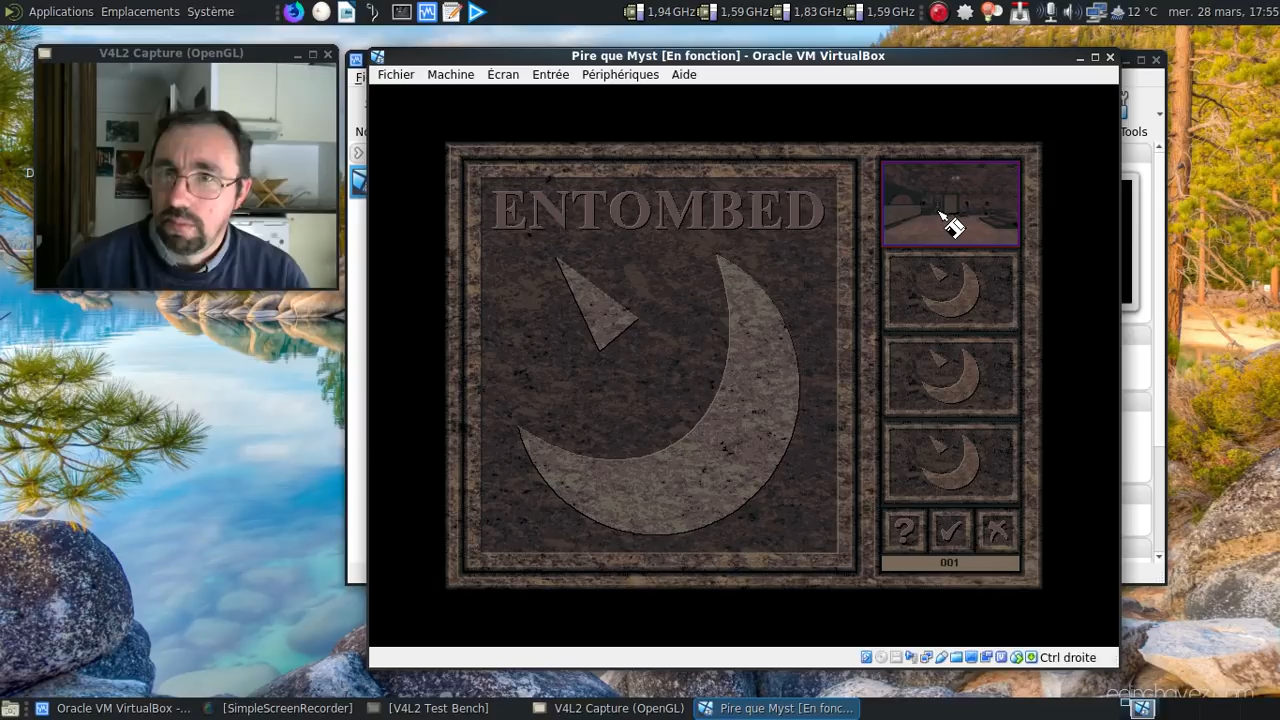 Applications Emplacements Système
1,94 GHz 1,59 GHz 1,83 GHz 1,59 GHz 12 °C mer. 28 mars, 17:55
V4L2 Capture (OpenGL)
Pire que Myst [En fonction] - Oracle VM VirtualBox
Fichier Machine Écran Entrée Périphériques Aide
Tools
ENTOMBED
?
001
Ctrl droite
Oracle VM VirtualBox -... [SimpleScreenRecorder] [V4L2 Test Bench] V4L2 Capture (OpenGL) Pire que Myst [En fonc...